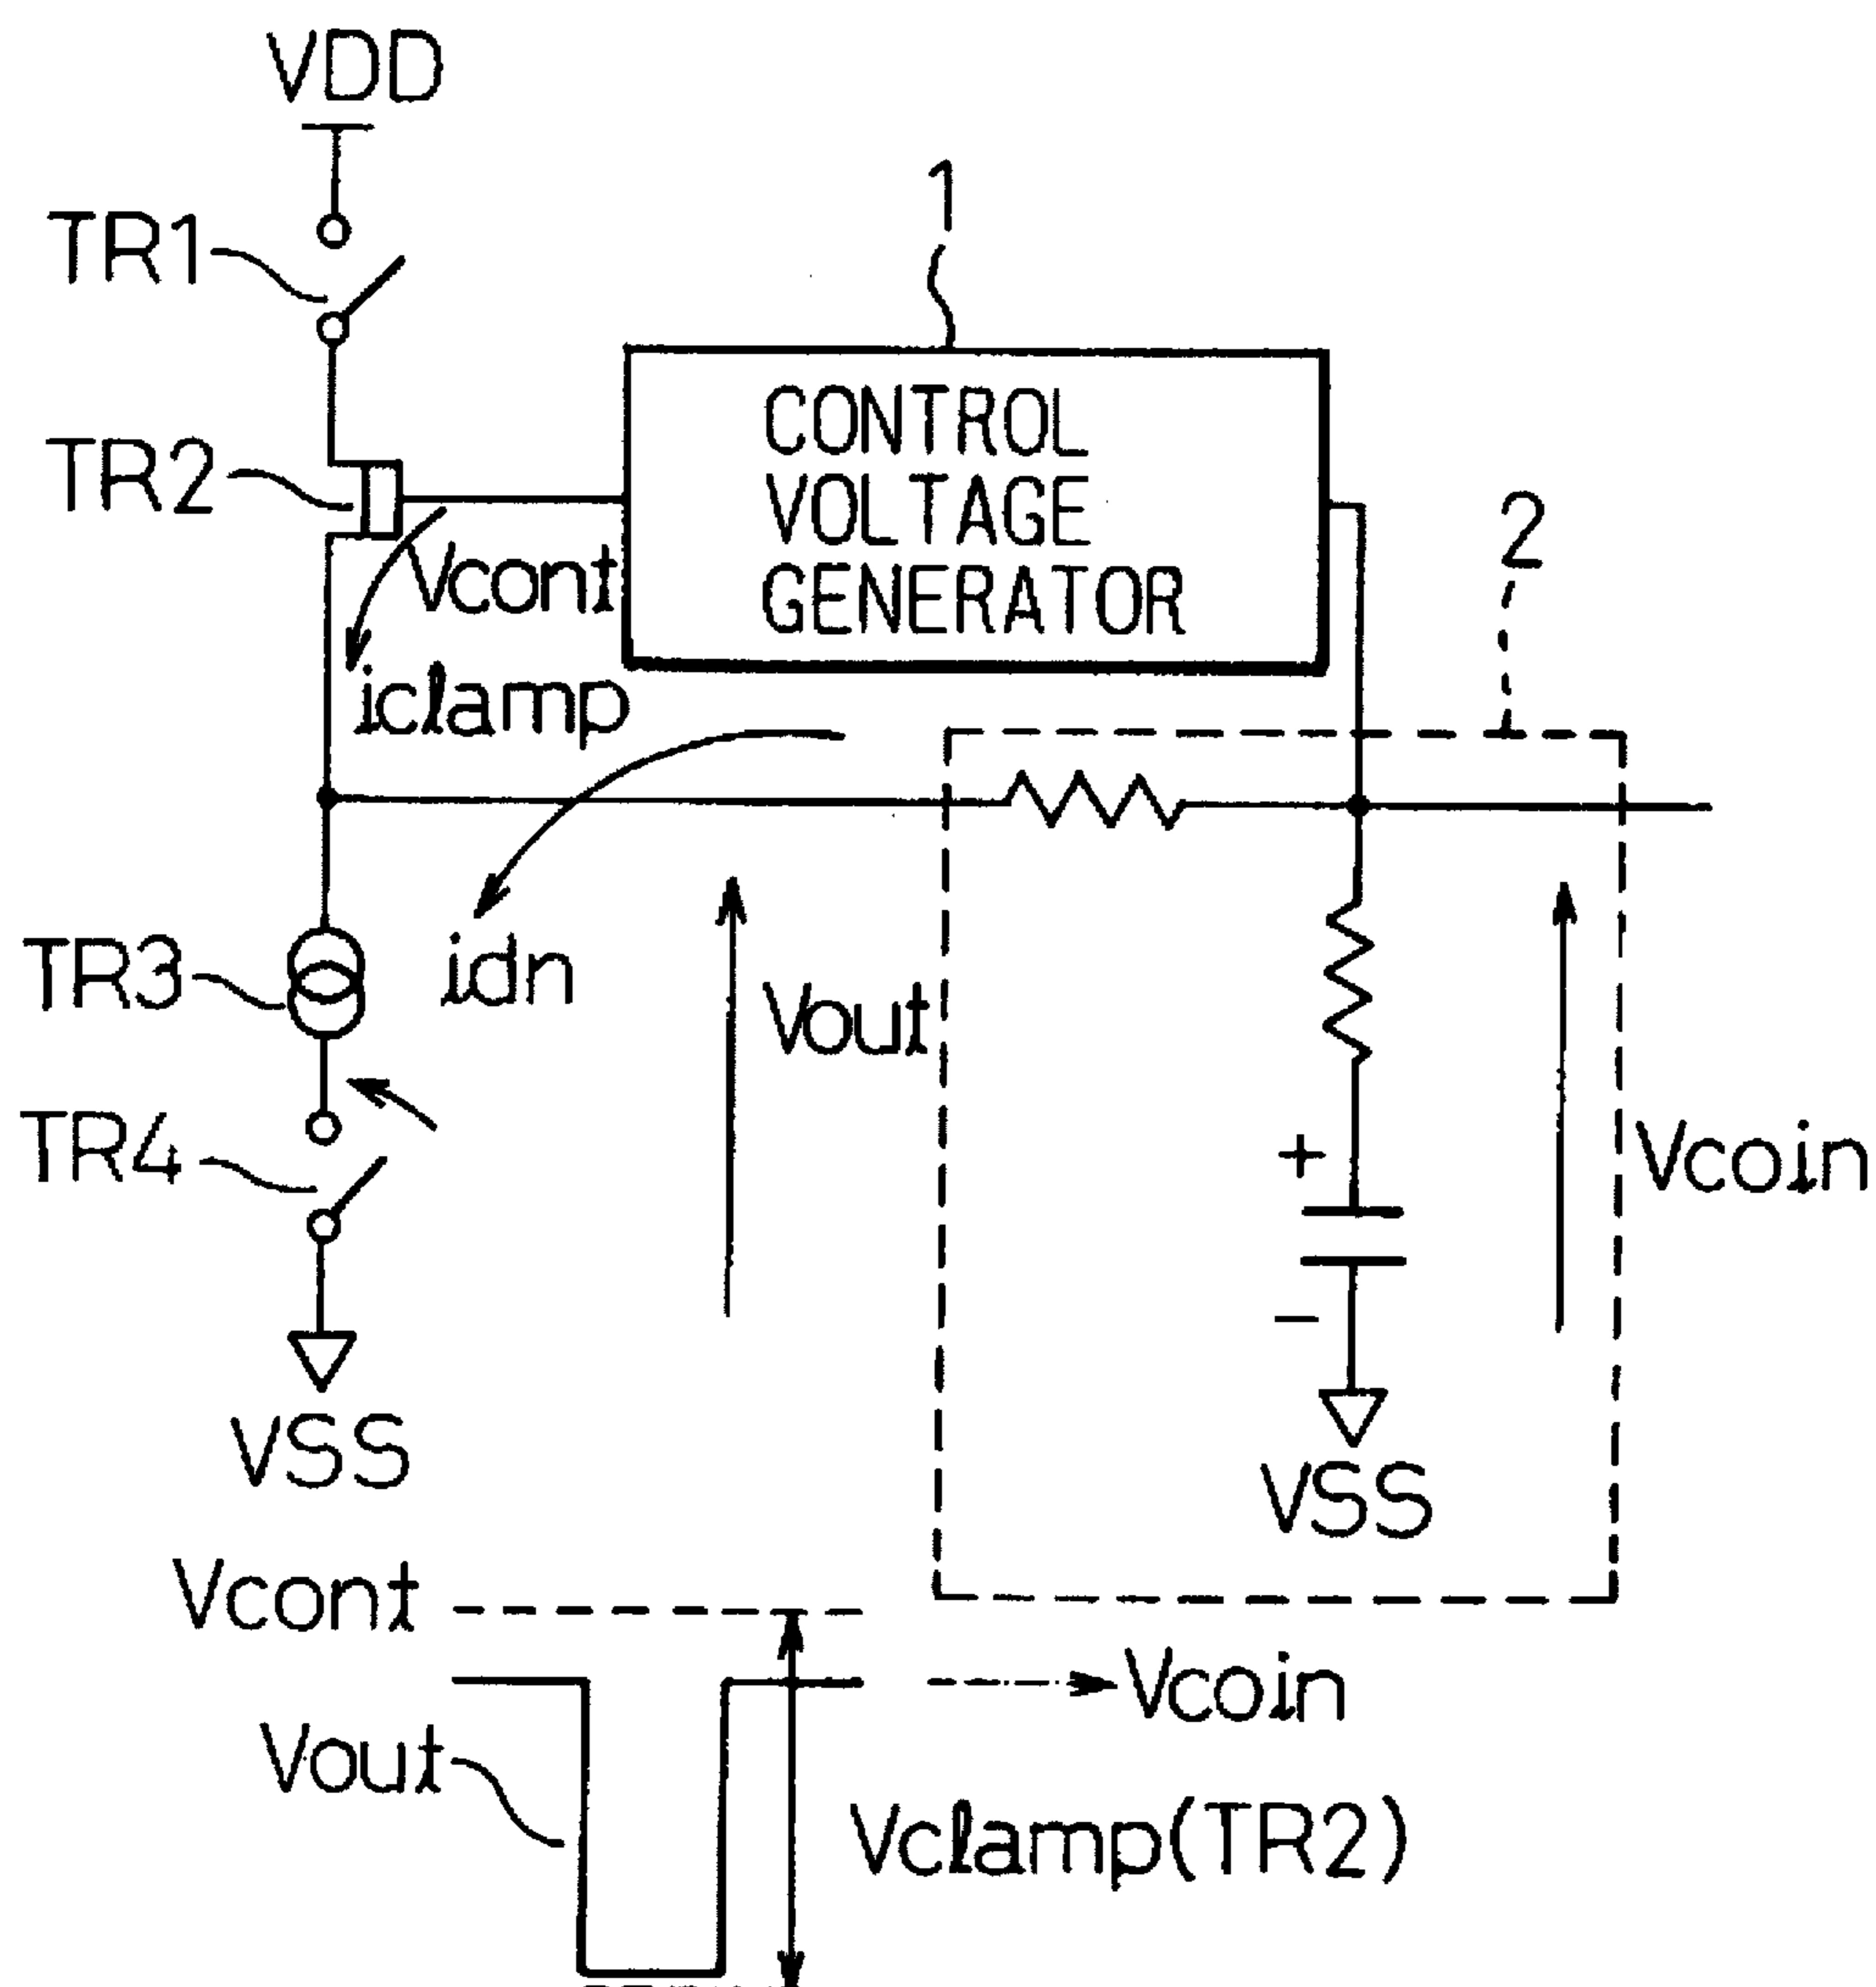 VDD
TR1
1
CONTROL
VOLTAGE
GENERATOR
TR2
2
Vcont
iclamp
TR3
idn
Vout
TR4
+
Vcoin
−
VSS
VSS
Vcont
Vcoin
Vout
Vclamp(TR2)